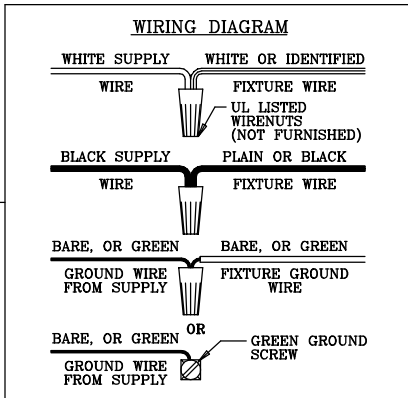 WIRING DIAGRAM
WHITE SUPPLY WIRE
WHITE OR IDENTIFIED FIXTURE WIRE
UL LISTED
WIRENUTS
(NOT FURNISHED)
BLACK SUPPLY WIRE
PLAIN OR BLACK FIXTURE WIRE
BARE, OR GREEN
GROUND WIRE
FROM SUPPLY
BARE, OR GREEN
FIXTURE GROUND
WIRE
OR
BARE, OR GREEN
GROUND WIRE
FROM SUPPLY
GREEN GROUND
SCREW